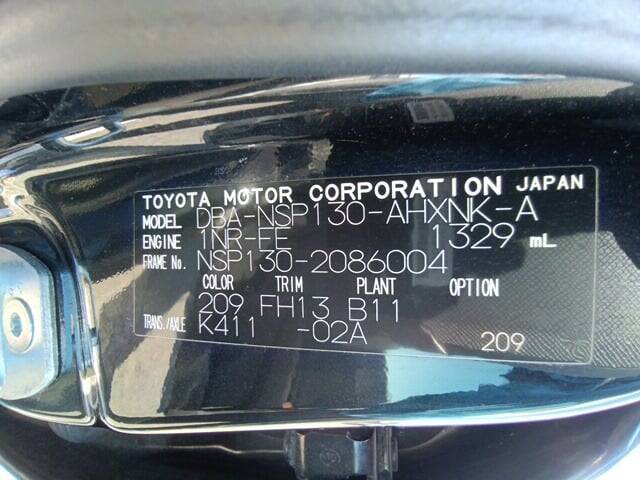 TOYOTA MOTOR CORPORATION JAPAN
MODEL DBA-NSP130-AHXNK-A
ENGINE 1NR-FE 1329 mL
FRAME No. NSP130-2086004
COLOR TRIM PLANT OPTION
209 FH13 B11
TRANS./AXLE K411 -02A
209